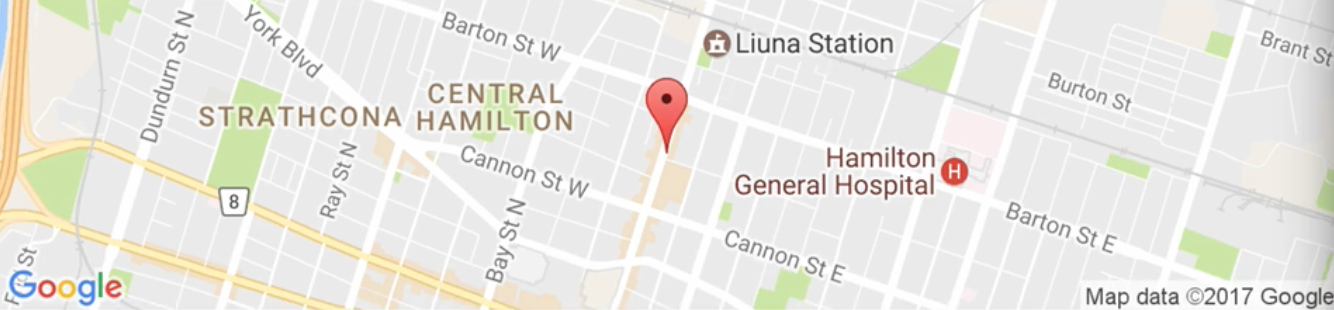 York Blvd
Dundurn St N
Barton St W
Liuna Station
Brant St
Burton St
STRATHCONA
CENTRAL
HAMILTON
Ray St N
Cannon St W
Hamilton
General Hospital
H
8
Bay St N
Barton St E
Cannon St E
St
Google
Map data ©2017 Google